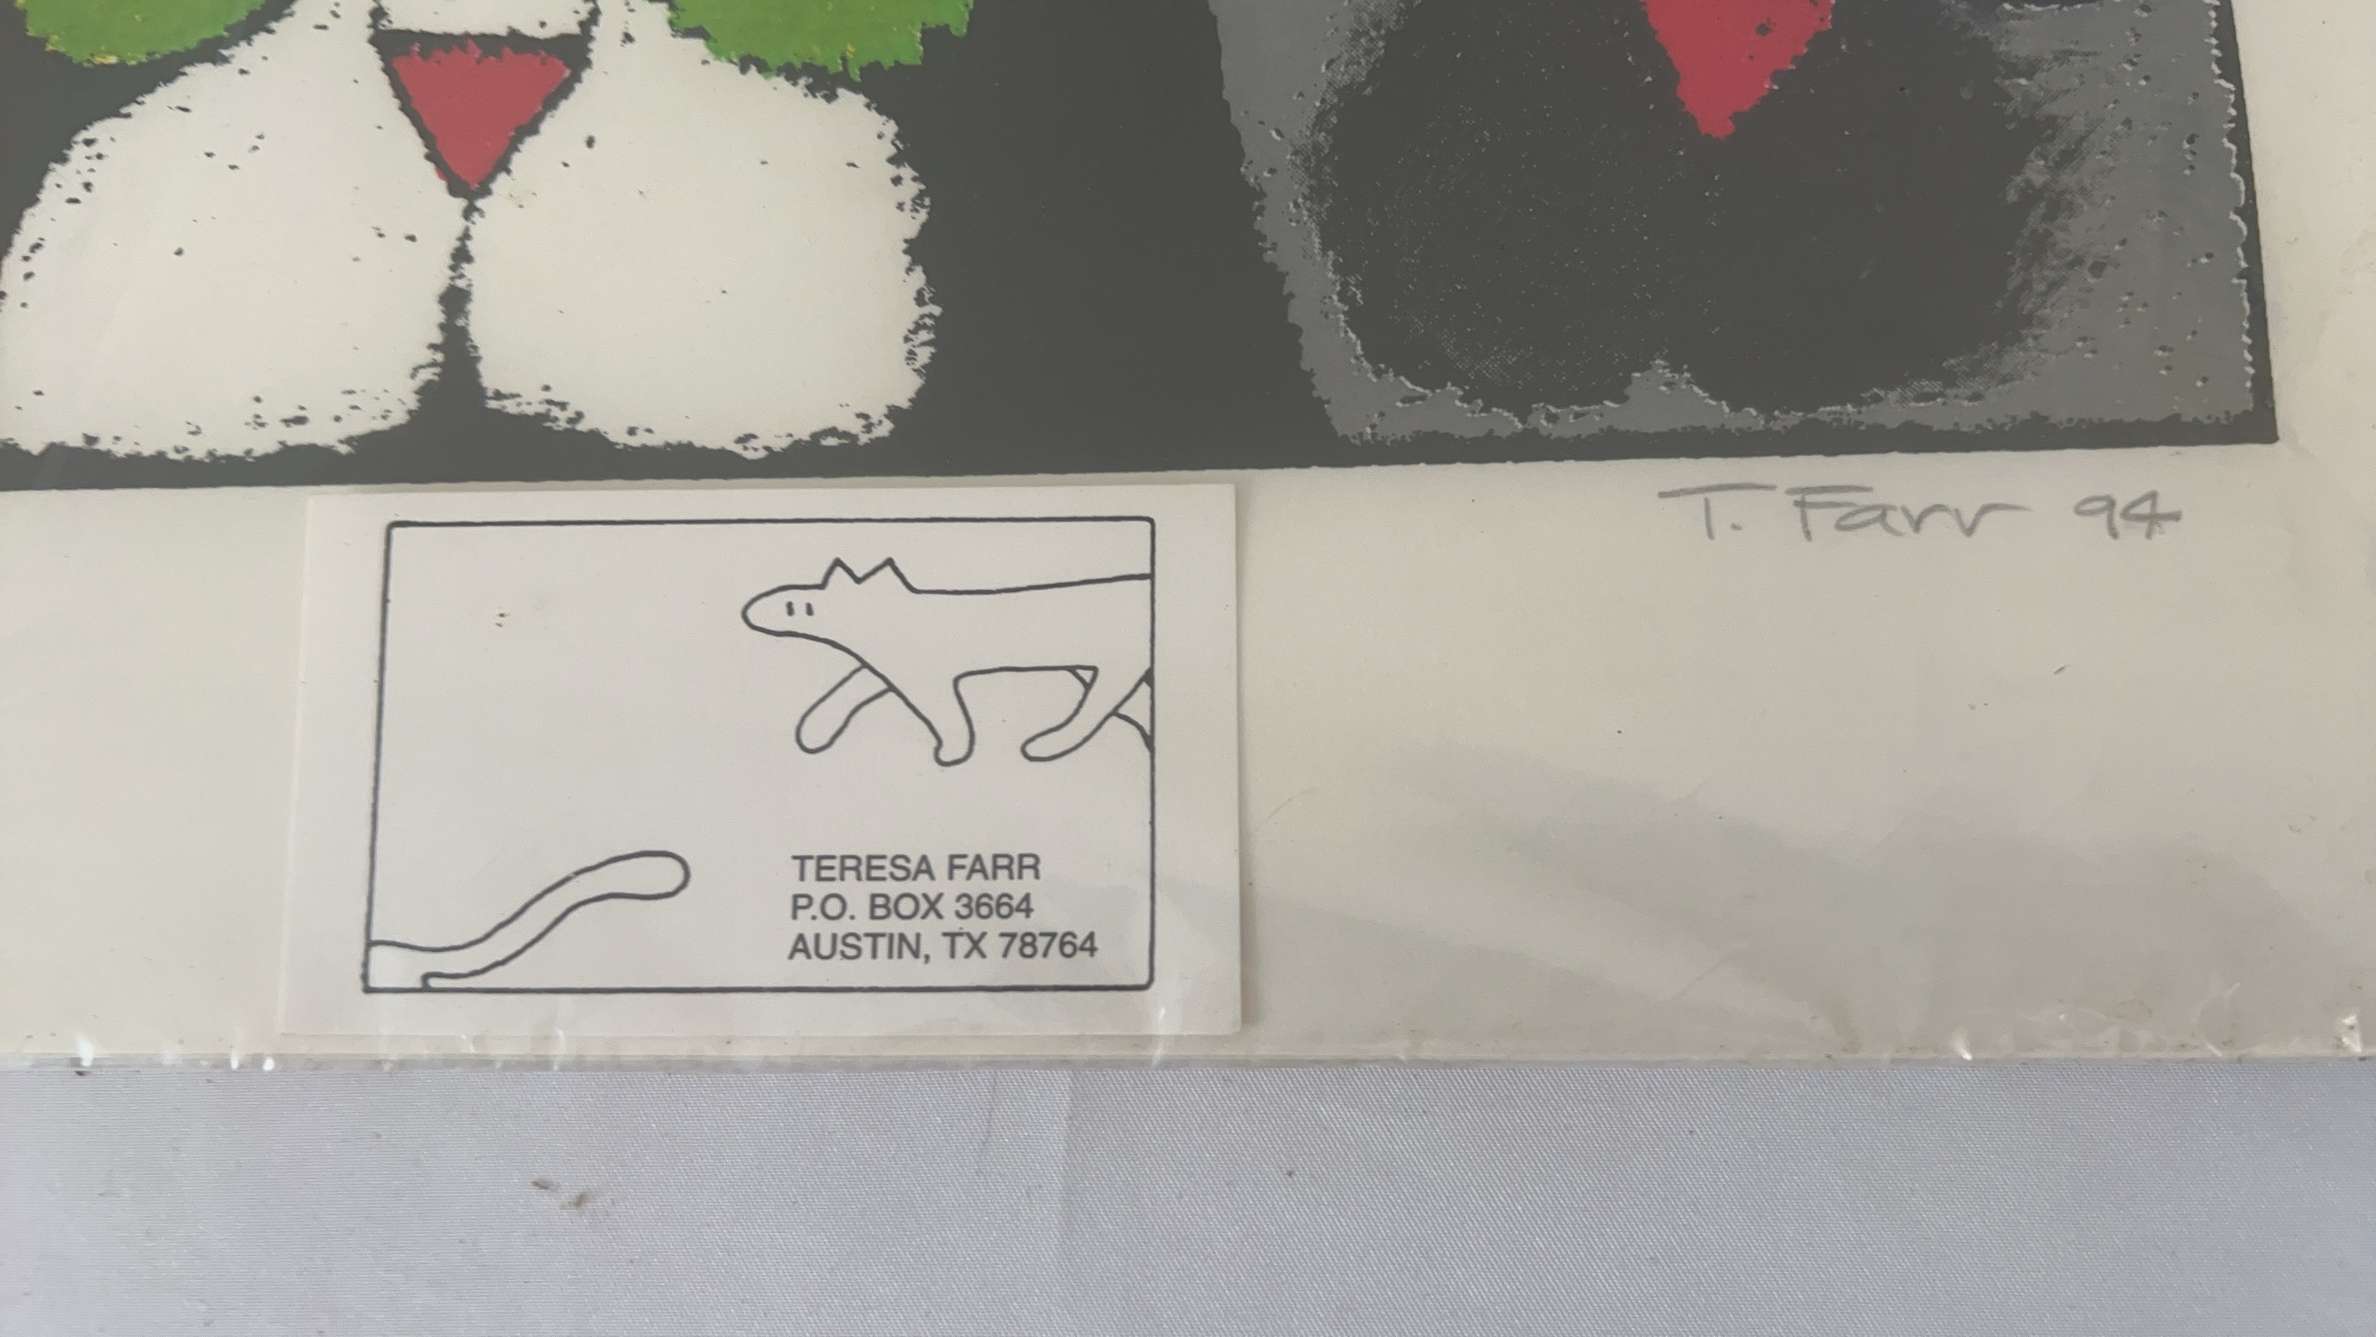 T. Farr 94
TERESA FARR
P.O. BOX 3664
AUSTIN, TX 78764